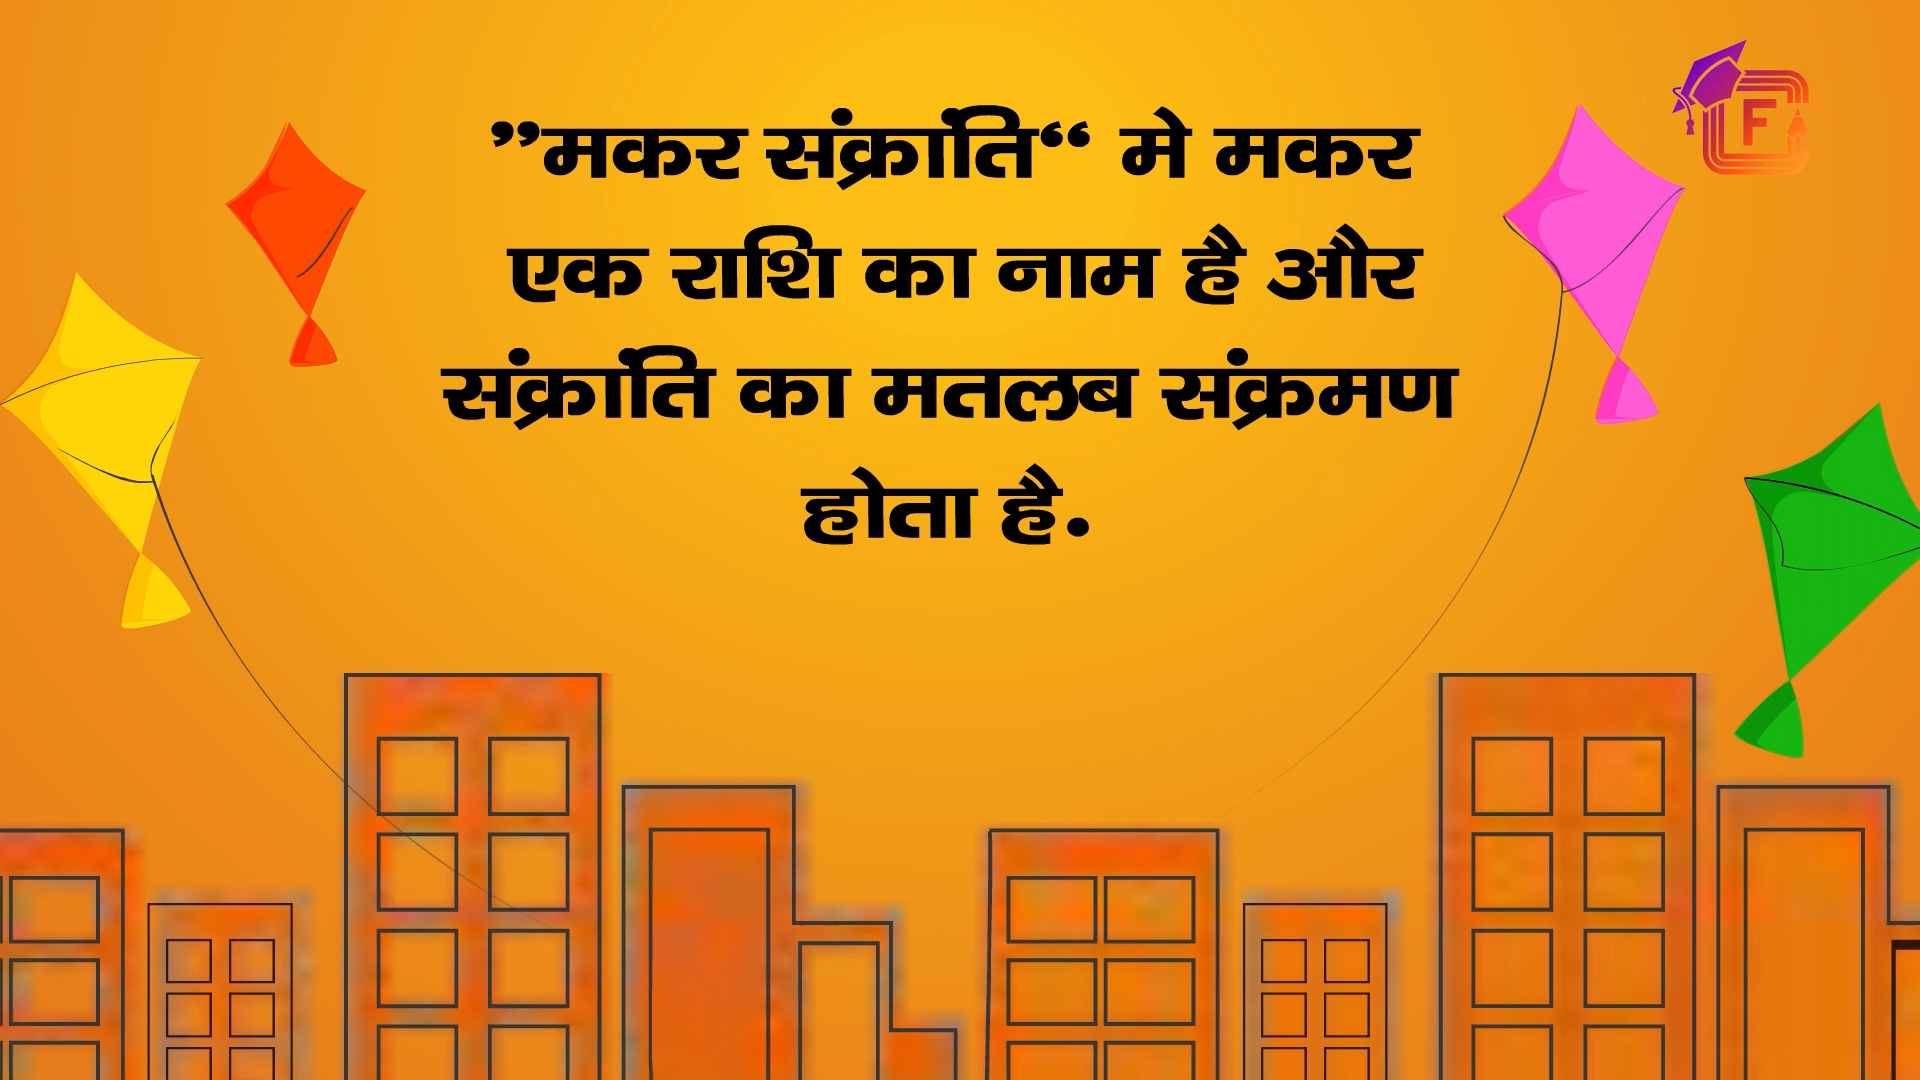 ”मकर संक्रांति“ मे मकर
एक राशि का नाम है और
संक्रांति का मतलब संक्रमण
होता है.
F